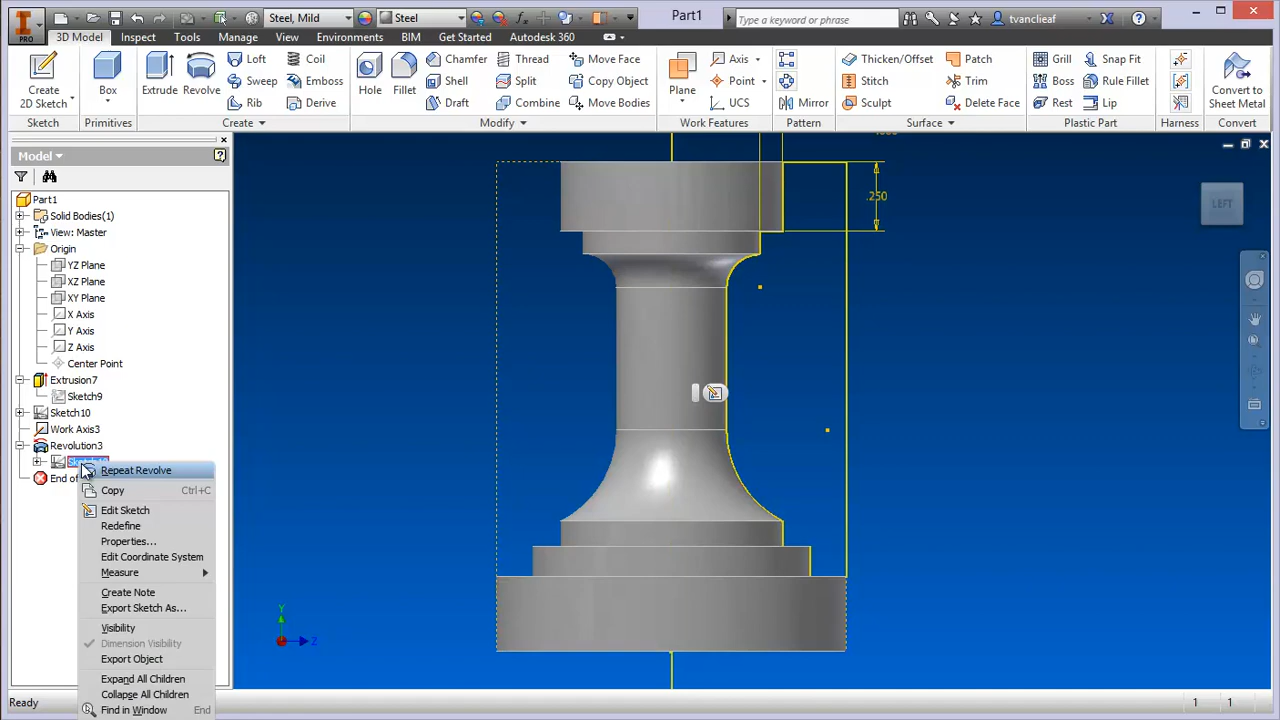 Steel, Mild
Steel
Part1
Type a keyword or phrase
tvanclief
PRO
3D Model
Inspect
Tools
Manage
View
Environments
BIM
Get Started
Autodesk 360
Create
2D Sketch
Box
Extrude
Revolve
Loft
Sweep
Rib
Coil
Emboss
Derive
Hole
Fillet
Chamfer
Shell
Draft
Thread
Split
Combine
Move Face
Copy Object
Move Bodies
Plane
Axis
Point
UCS
Mirror
Thicken/Offset
Stitch
Sculpt
Patch
Trim
Delete Face
Grill
Boss
Rest
Snap Fit
Rule Fillet
Lip
Convert to
Sheet Metal
Sketch
Primitives
Create
Modify
Work Features
Pattern
Surface
Plastic Part
Harness
Convert
Model
Part1
Solid Bodies(1)
View: Master
Origin
YZ Plane
XZ Plane
XY Plane
X Axis
Y Axis
Z Axis
Center Point
Extrusion7
Sketch9
Sketch10
Work Axis3
Revolution3
End of
Repeat Revolve
Copy Ctrl+C
Edit Sketch
Redefine
Properties...
Edit Coordinate System
Measure
Create Note
Export Sketch As...
Visibility
Dimension Visibility
Export Object
Expand All Children
Collapse All Children
Find in Window End
.250
LEFT
Y
Z
Ready
1 1